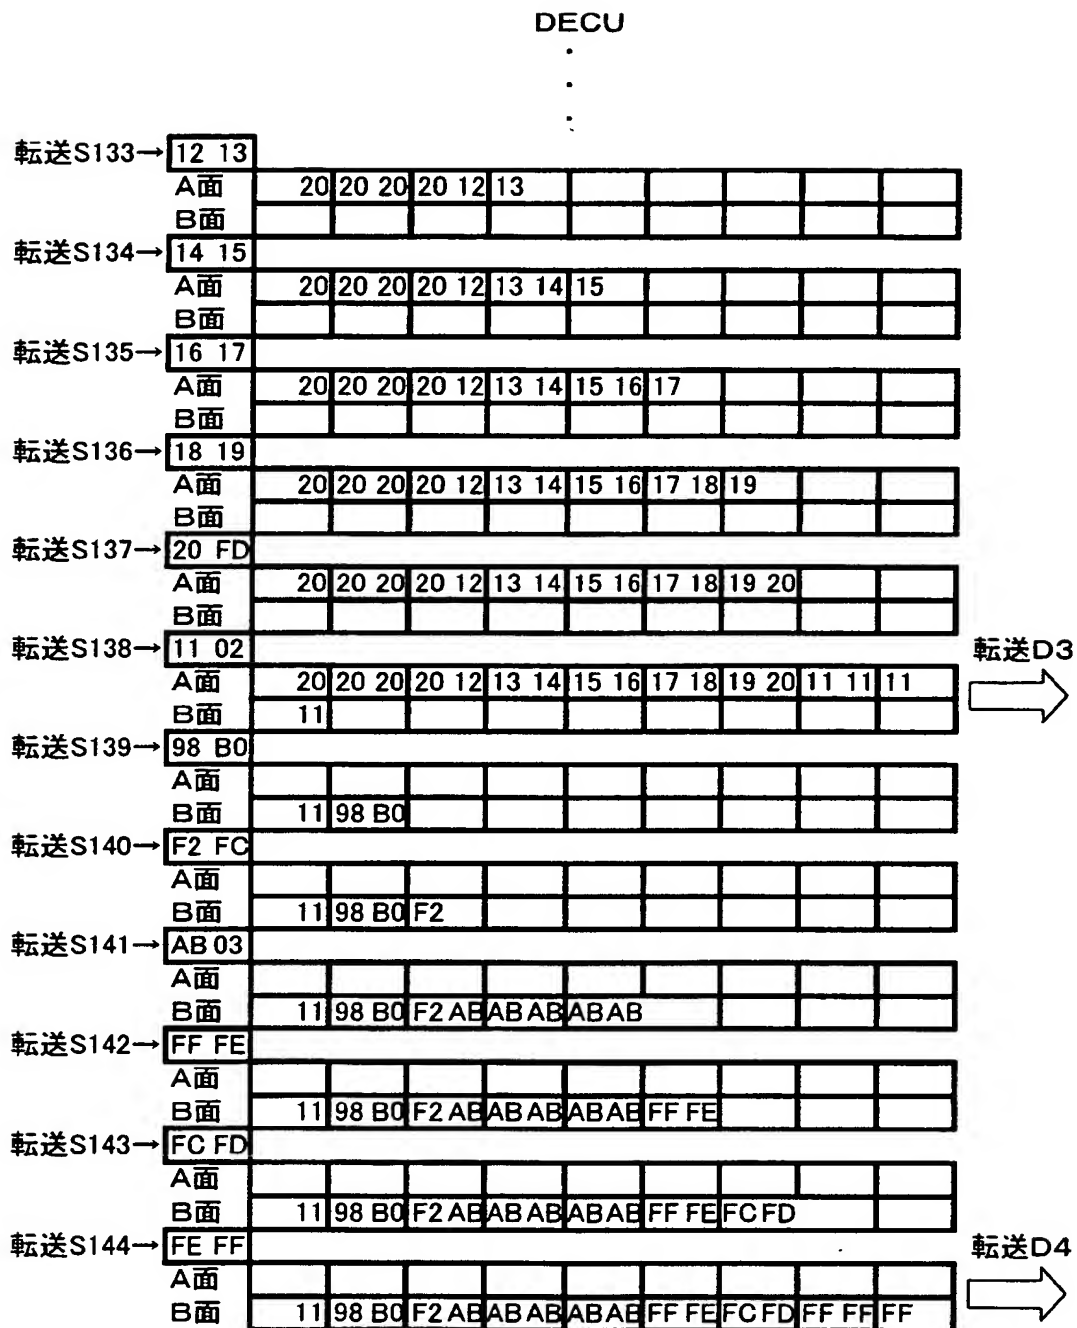 DECU
転送S133→ 12 13
A面 20 20 20 20 12 13
B面
転送S134→ 14 15
A面 20 20 20 20 12 13 14 15
B面
転送S135→ 16 17
A面 20 20 20 20 12 13 14 15 16 17
B面
転送S136→ 18 19
A面 20 20 20 20 12 13 14 15 16 17 18 19
B面
転送S137→ 20 FD
A面 20 20 20 20 12 13 14 15 16 17 18 19 20
B面
転送S138→ 11 02 転送D3
A面 20 20 20 20 12 13 14 15 16 17 18 19 20 11 11 11
B面 11
転送S139→ 98 B0
A面
B面 11 98 B0
転送S140→ F2 FC
A面
B面 11 98 B0 F2
転送S141→ AB 03
A面
B面 11 98 B0 F2 AB AB AB AB AB
転送S142→ FF FE
A面
B面 11 98 B0 F2 AB AB AB AB AB FF FE
転送S143→ FC FD
A面
B面 11 98 B0 F2 AB AB AB AB AB FF FE FC FD
転送S144→ FE FF 転送D4
A面
B面 11 98 B0 F2 AB AB AB AB AB FF FE FC FD FF FF FF